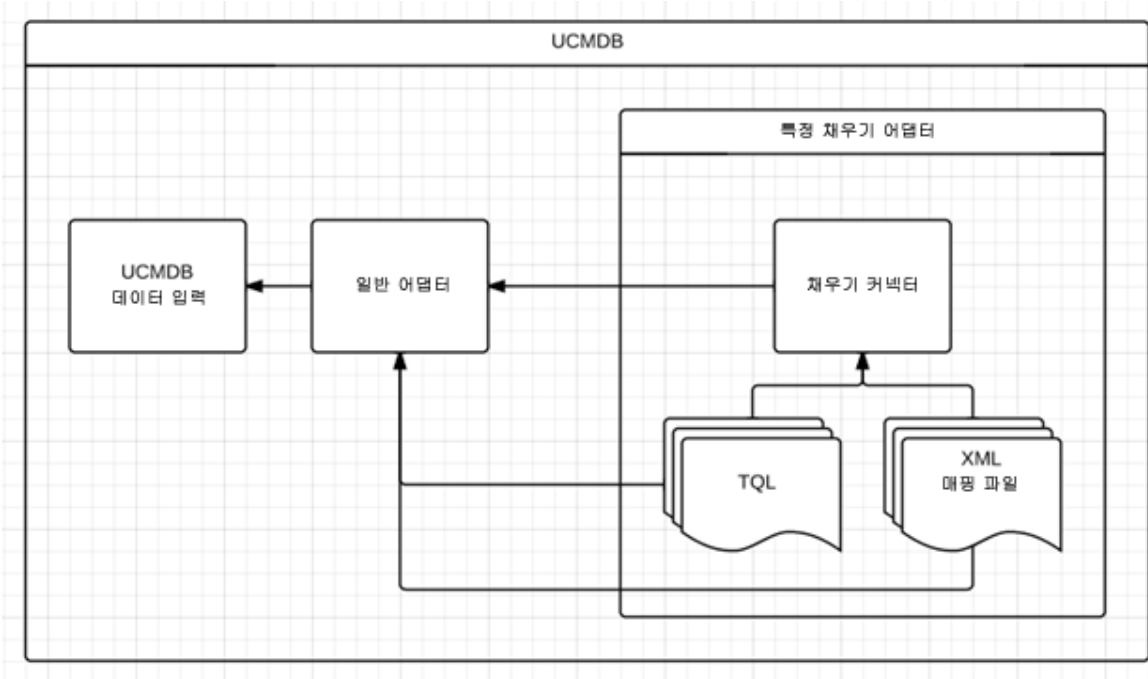 UCMDB
특정 채우기 어댑터
UCMDB
데이터 입력
일반 어댑터
채우기 커넥터
TQL
XML
매핑 파일